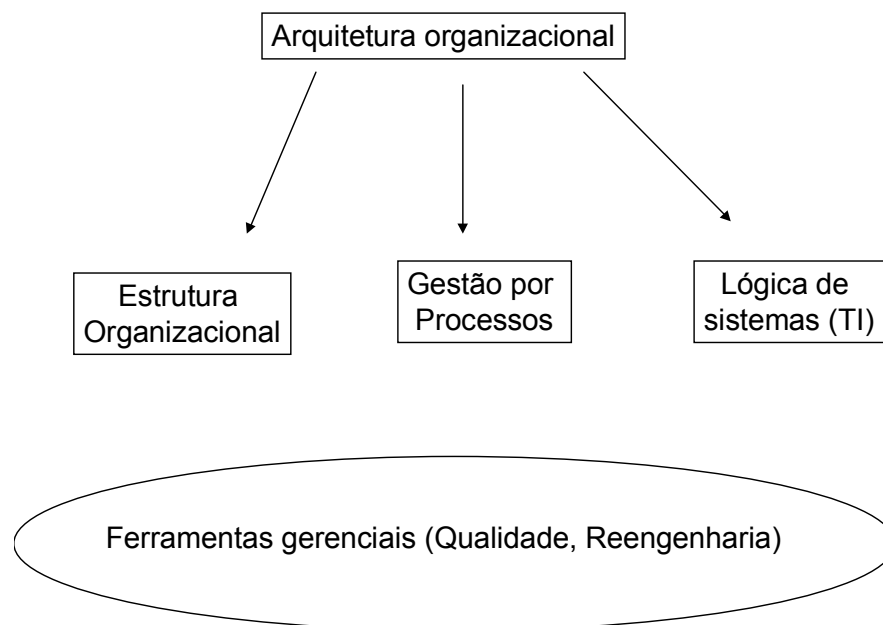 Arquitetura organizacional
Estrutura
Organizacional
Gestão por
Processos
Lógica de
sistemas (TI)
Ferramentas gerenciais (Qualidade, Reengenharia)